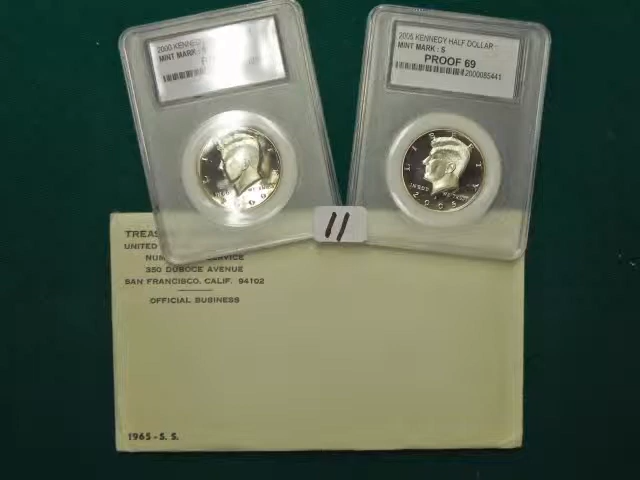 2000 KENNEDY
MINT MARK:
2005 KENNEDY HALF DOLLAR
MINT MARK: S
PROOF 69
2000085441
LIBERTY
IN GOD WE TRUST
2005
11
TREAS
UNITED
NUM SERVICE
350 DUBOCE AVENUE
SAN FRANCISCO, CALIF. 94102
OFFICIAL BUSINESS
1965-S. S.